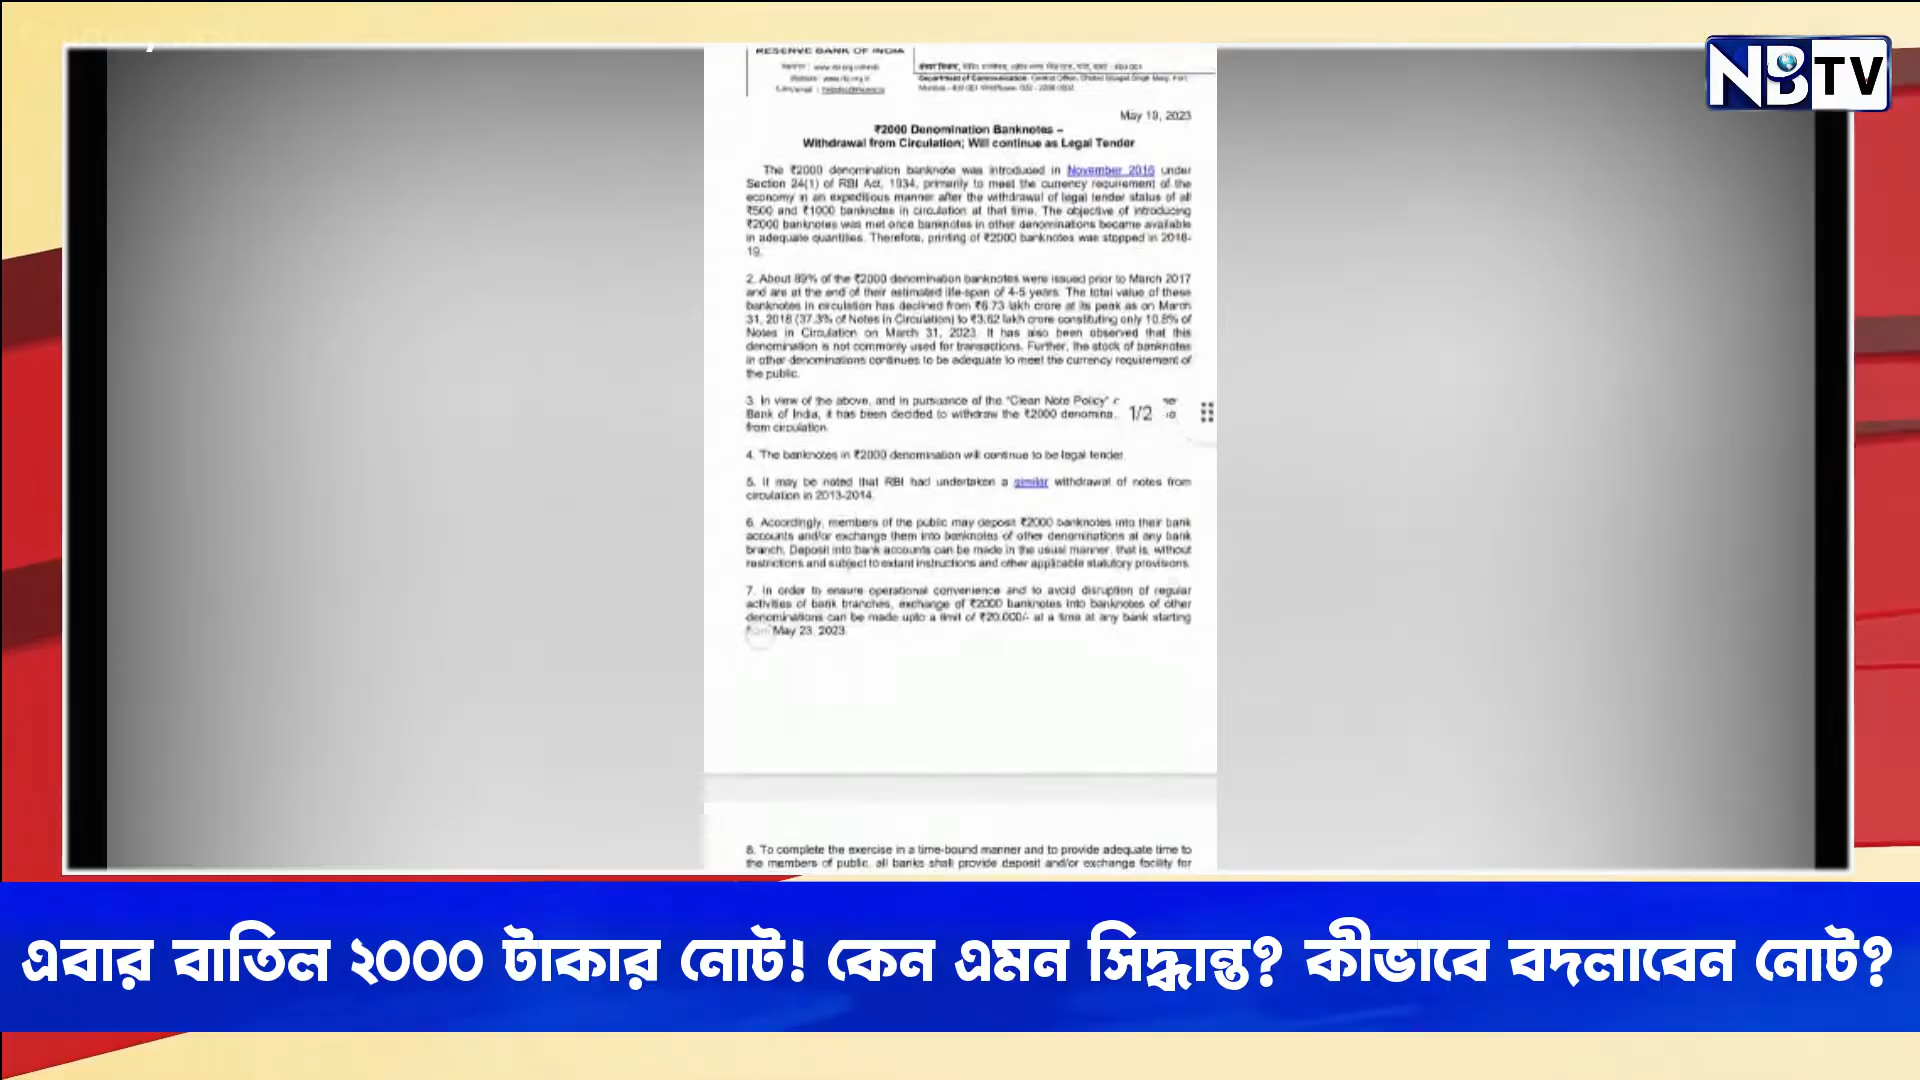 NBTV
RESERVE BANK OF INDIA
May 19, 2023
₹2000 Denomination Banknotes –
Withdrawal from Circulation; Will continue as Legal Tender
The ₹2000 denomination banknote was introduced in November 2016 under
Section 24(1) of RBI Act, 1934, primarily to meet the currency requirement of the
economy in an expeditious manner after the withdrawal of legal tender status of all
₹500 and ₹1000 banknotes in circulation at that time. The objective of introducing
₹2000 banknotes was met once banknotes in other denominations became available
in adequate quantities. Therefore, printing of ₹2000 banknotes was stopped in 2018-
19.
2. About 89% of the ₹2000 denomination banknotes were issued prior to March 2017
and are at the end of their estimated life-span of 4-5 years. The total value of these
banknotes in circulation has declined from ₹6.73 lakh crore at its peak as on March
31, 2018 (37.3% of Notes in Circulation) to ₹3.62 lakh crore constituting only 10.8% of
Notes in Circulation on March 31, 2023. It has also been observed that this
denomination is not commonly used for transactions. Further, the stock of banknotes
in other denominations continues to be adequate to meet the currency requirement of
the public.
3. In view of the above, and in pursuance of the "Clean Note Policy"
Bank of India, it has been decided to withdraw the ₹2000 denomina
1/2
from circulation.
4. The banknotes in ₹2000 denomination will continue to be legal tender.
5. It may be noted that RBI had undertaken a similar withdrawal of notes from
circulation in 2013-2014.
6. Accordingly, members of the public may deposit ₹2000 banknotes into their bank
accounts and/or exchange them into banknotes of other denominations at any bank
branch. Deposit into bank accounts can be made in the usual manner, that is, without
restrictions and subject to extant instructions and other applicable statutory provisions.
7. In order to ensure operational convenience and to avoid disruption of regular
activities of bank branches, exchange of ₹2000 banknotes into banknotes of other
denominations can be made upto a limit of ₹20,000/- at a time at any bank starting
from May 23, 2023.
8. To complete the exercise in a time-bound manner and to provide adequate time to
the members of public, all banks shall provide deposit and/or exchange facility for
এবার বাতিল ২০০০ টাকার নোট! কেন এমন সিদ্ধান্ত? কীভাবে বদলাবেন নোট?